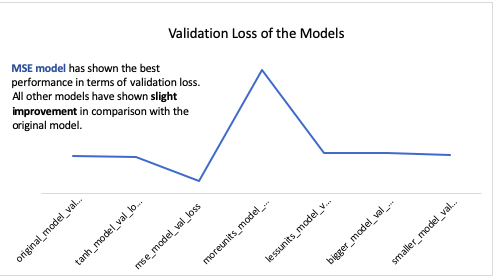 Validation Loss of the Models
MSE model has shown the best
performance in terms of validation loss.
All other models have shown slight
improvement in comparison with the
original model.
original_model_val...
tanh_model_val_lo...
mse_model_val_loss
moreunits_model_...
lessunits_model_v...
bigger_model_val_...
smaller_model_val...